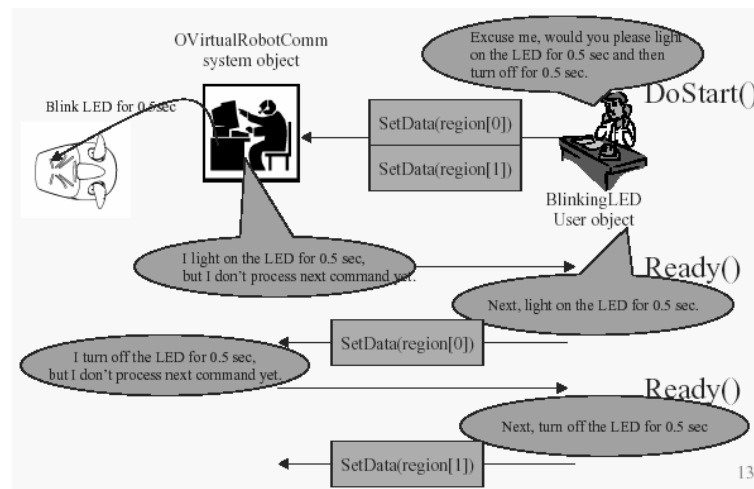 OVirtualRobotComm
system object
Excuse me, would you please light
on the LED for 0.5 sec and then
turn off for 0.5 sec.
DoStart()
Blink LED for 0.5sec
SetData(region[0])
SetData(region[1])
BlinkingLED
User object
I light on the LED for 0.5 sec,
but I don't process next command yet.
Ready()
Next, light on the LED for 0.5 sec.
SetData(region[0])
I turn off the LED for 0.5 sec,
but I don't process next command yet.
Ready()
Next, turn off the LED for 0.5 sec
SetData(region[1])
13